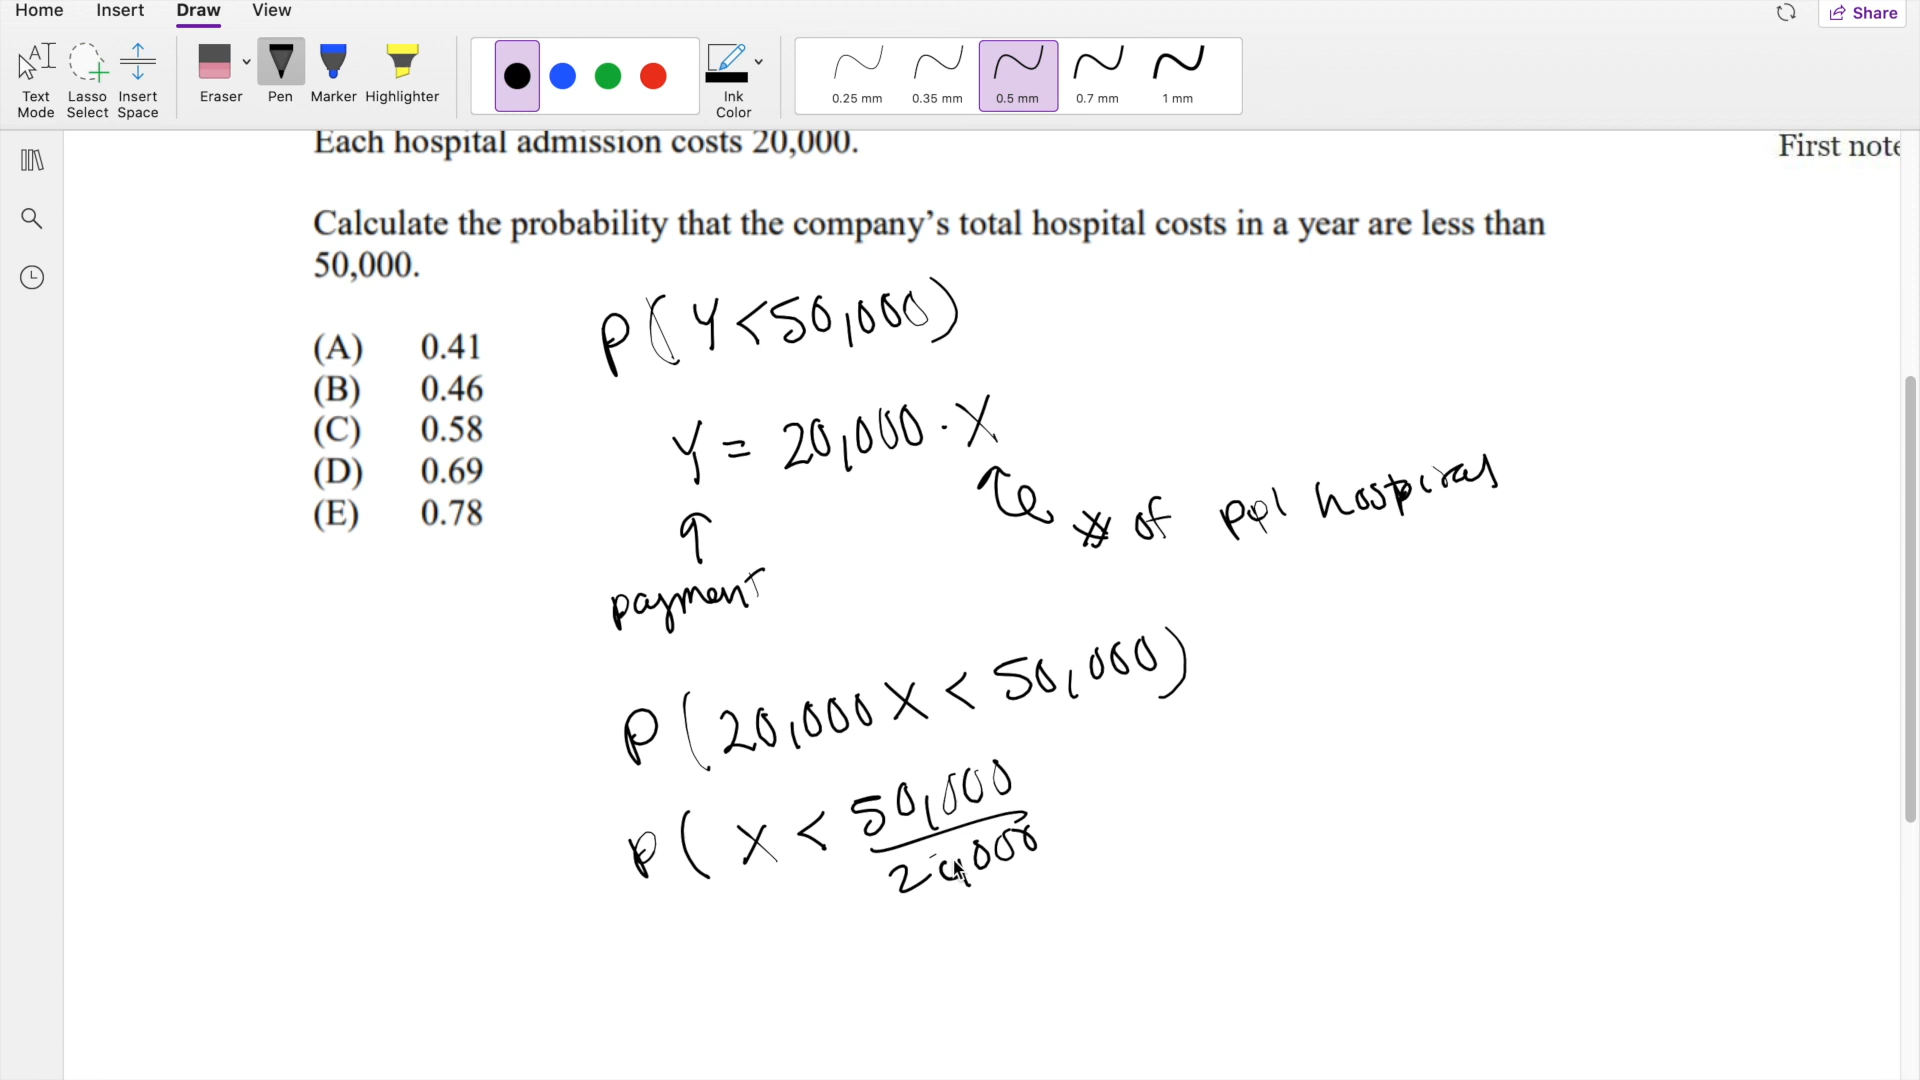 Home Insert Draw View
Share
Text Mode
Lasso Select
Insert Space
Eraser
Pen
Marker
Highlighter
Ink Color
0.25 mm
0.35 mm
0.5 mm
0.7 mm
1 mm
Each hospital admission costs 20,000.
First note
Calculate the probability that the company’s total hospital costs in a year are less than
50,000.
(A) 0.41
(B) 0.46
(C) 0.58
(D) 0.69
(E) 0.78
P(Y<50,000)
Y = 20,000 · X
# of ppl
payment
P(20,000X < 50,000)
P( X < 50,000
20,000